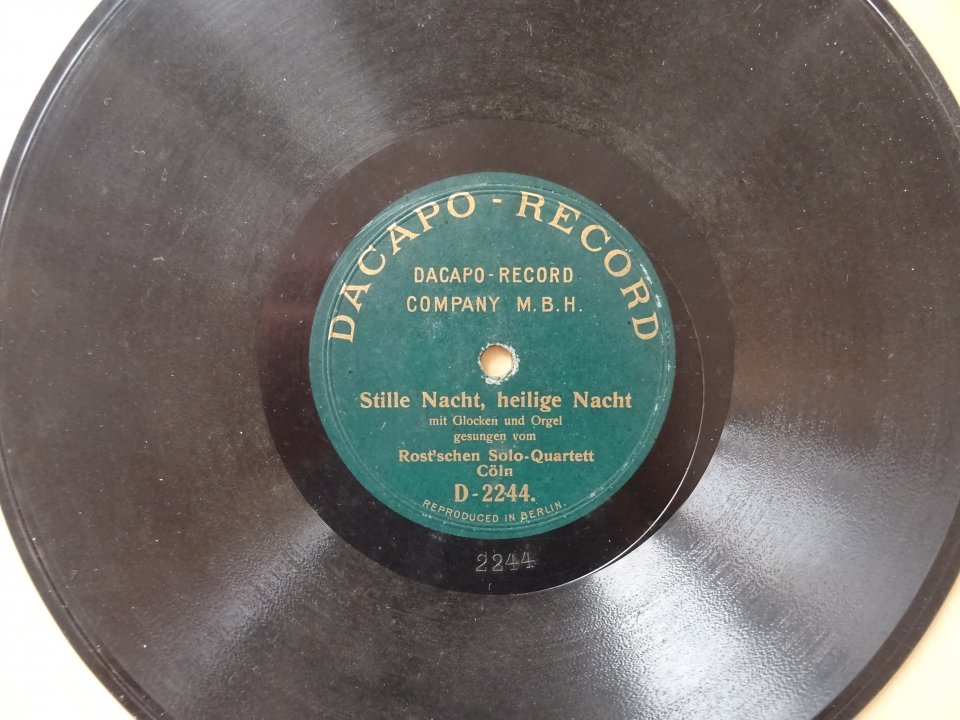 DACAPO-RECORD
DACAPO-RECORD
COMPANY M.B.H.
Stille Nacht, heilige Nacht
mit Glocken und Orgel
gesungen vom
Rost'schen Solo-Quartett
Cöln
D-2244.
REPRODUCED IN BERLIN.
2244